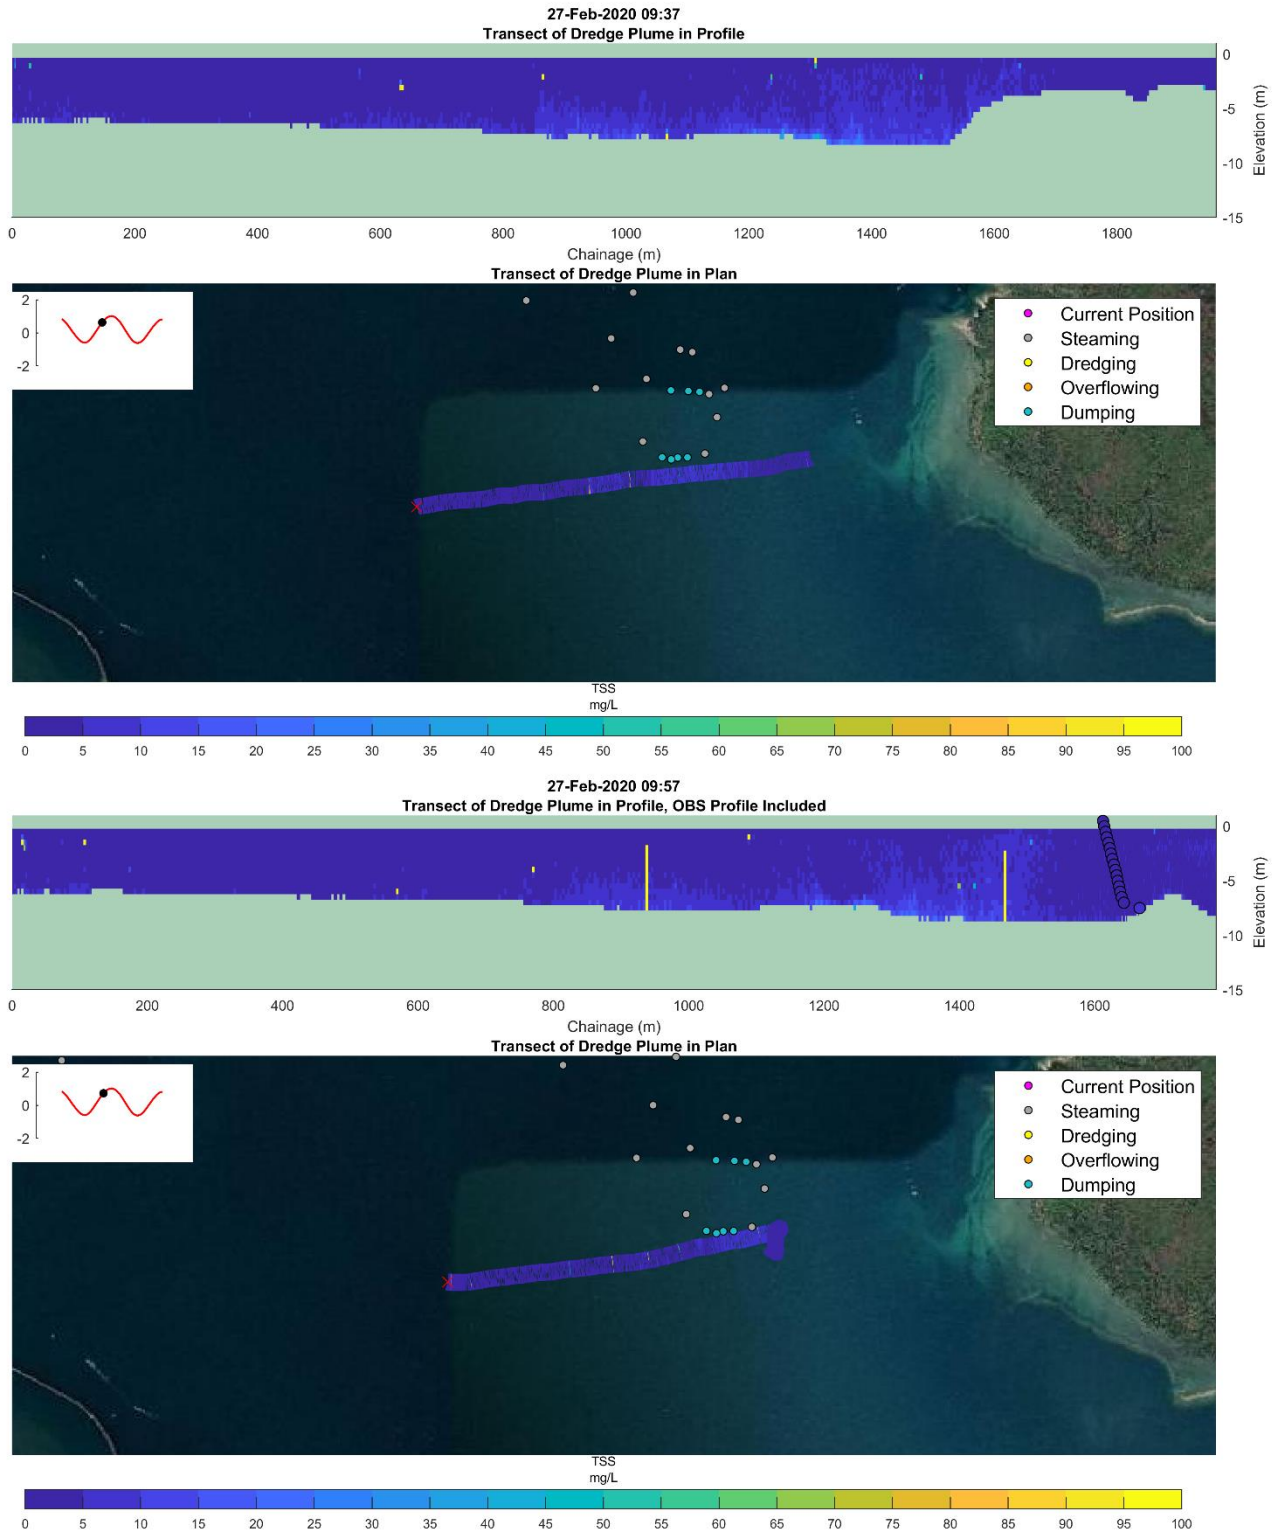 27-Feb-2020 09:37
Transect of Dredge Plume in Profile
0
-5
-10
-15
Elevation (m)
0 200 400 600 800 1000 1200 1400 1600 1800
Chainage (m)
Transect of Dredge Plume in Plan
2
0
-2
Current Position
Steaming
Dredging
Overflowing
Dumping
TSS
mg/L
0 5 10 15 20 25 30 35 40 45 50 55 60 65 70 75 80 85 90 95 100
27-Feb-2020 09:57
Transect of Dredge Plume in Profile, OBS Profile Included
0
-5
-10
-15
Elevation (m)
0 200 400 600 800 1000 1200 1400 1600
Chainage (m)
Transect of Dredge Plume in Plan
2
0
-2
Current Position
Steaming
Dredging
Overflowing
Dumping
TSS
mg/L
0 5 10 15 20 25 30 35 40 45 50 55 60 65 70 75 80 85 90 95 100